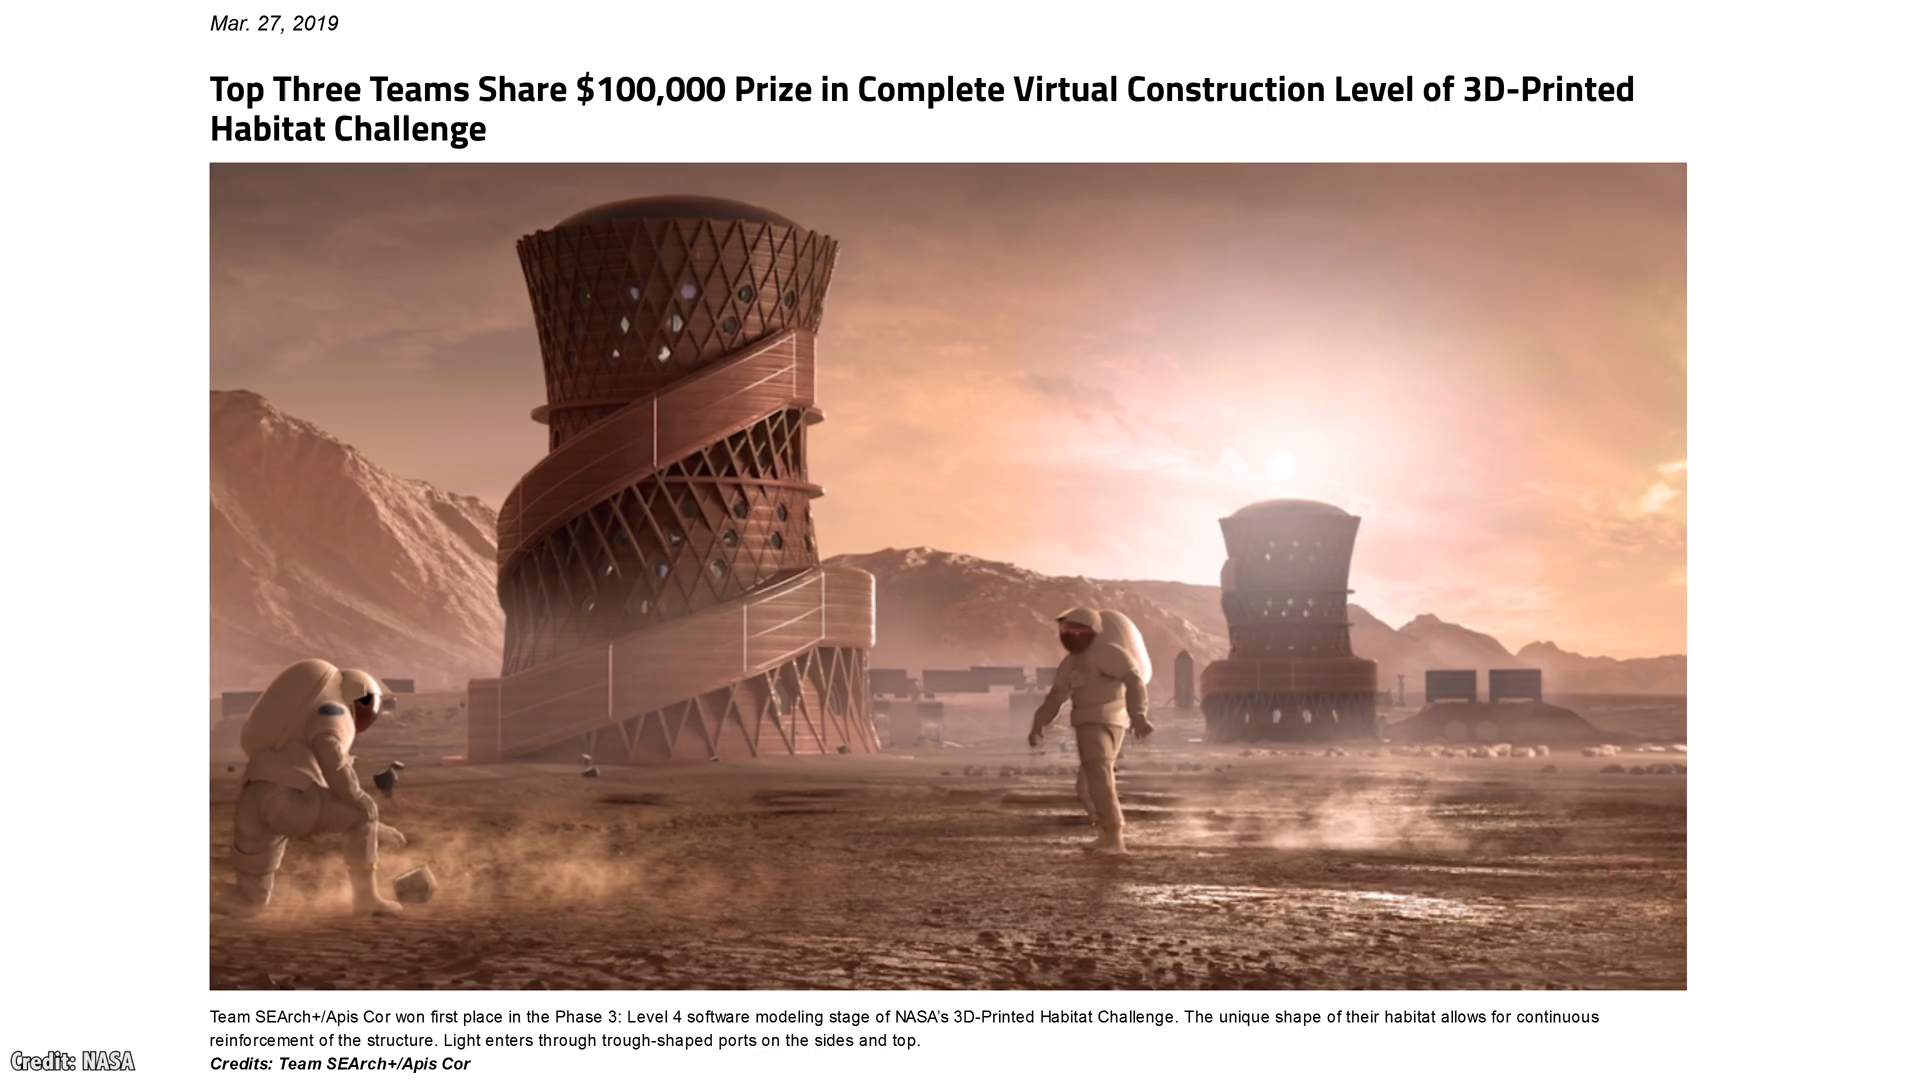 Mar. 27, 2019
Top Three Teams Share $100,000 Prize in Complete Virtual Construction Level of 3D-Printed
Habitat Challenge
Team SEArch+/Apis Cor won first place in the Phase 3: Level 4 software modeling stage of NASA's 3D-Printed Habitat Challenge. The unique shape of their habitat allows for continuous
reinforcement of the structure. Light enters through trough-shaped ports on the sides and top.
Credits: Team SEArch+/Apis Cor
Credit: NASA